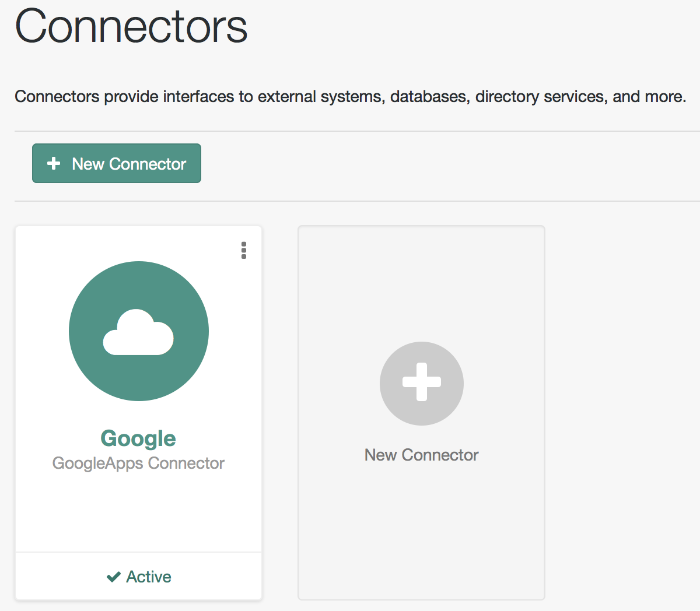 Connectors
Connectors provide interfaces to external systems, databases, directory services, and more.
New Connector
Google
GoogleApps Connector
Active
New Connector